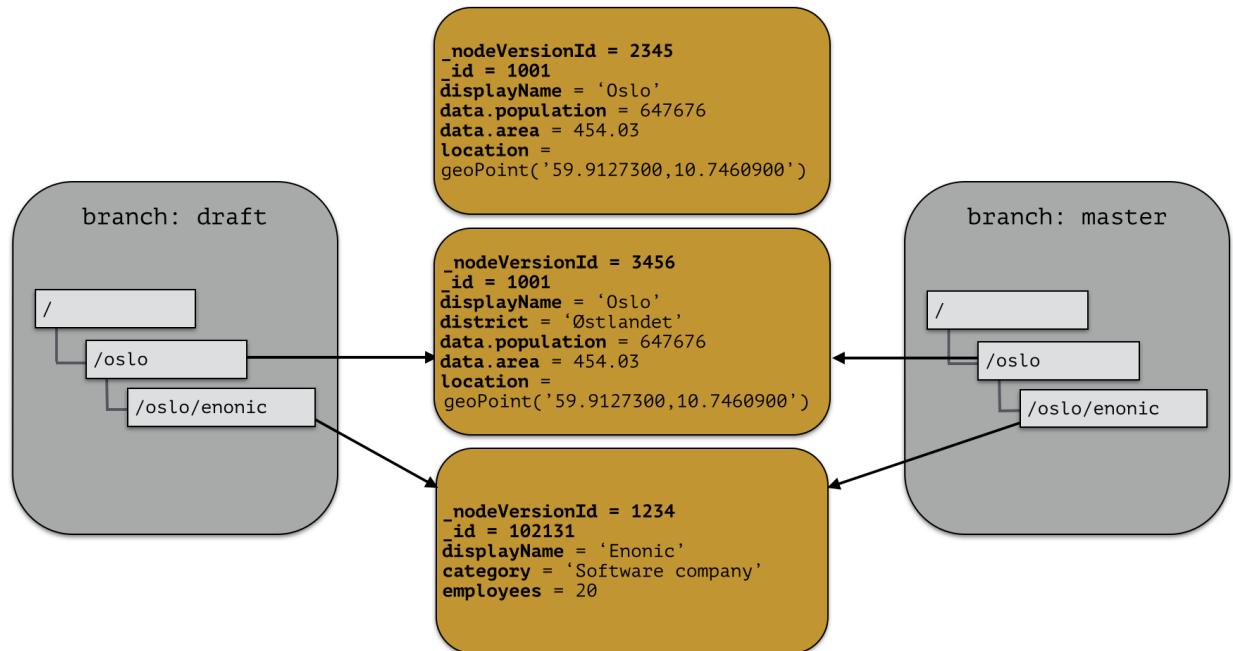 _nodeVersionId = 2345
_id = 1001
displayName = ‘Oslo’
data.population = 647676
data.area = 454.03
location =
geoPoint(’59.9127300,10.7460900’)
branch: draft
/
/oslo
/oslo/enonic
_nodeVersionId = 3456
_id = 1001
displayName = ‘Oslo’
district = ‘Østlandet’
data.population = 647676
data.area = 454.03
location =
geoPoint(’59.9127300,10.7460900’)
branch: master
/
/oslo
/oslo/enonic
_nodeVersionId = 1234
_id = 102131
displayName = ‘Enonic’
category = ‘Software company’
employees = 20